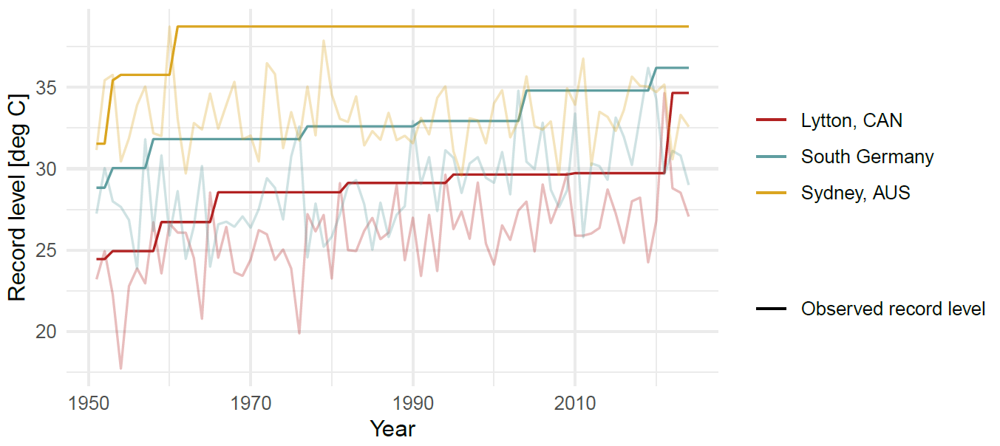 Record level [deg C]
35
30
25
20
1950
1970
1990
2010
Year
Lytton, CAN
South Germany
Sydney, AUS
Observed record level